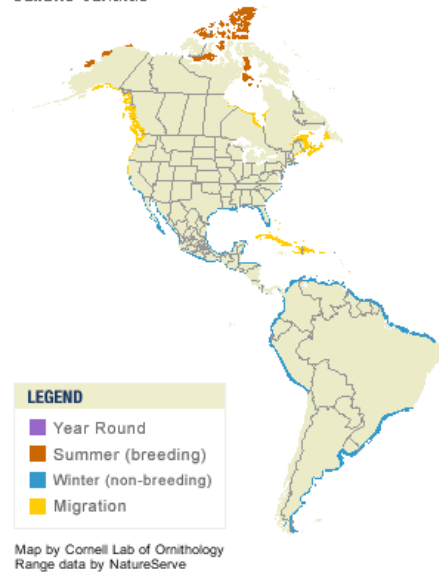 LEGEND
Year Round
Summer (breeding)
Winter (non-breeding)
Migration
Map by Cornell Lab of Ornithology
Range data by NatureServe